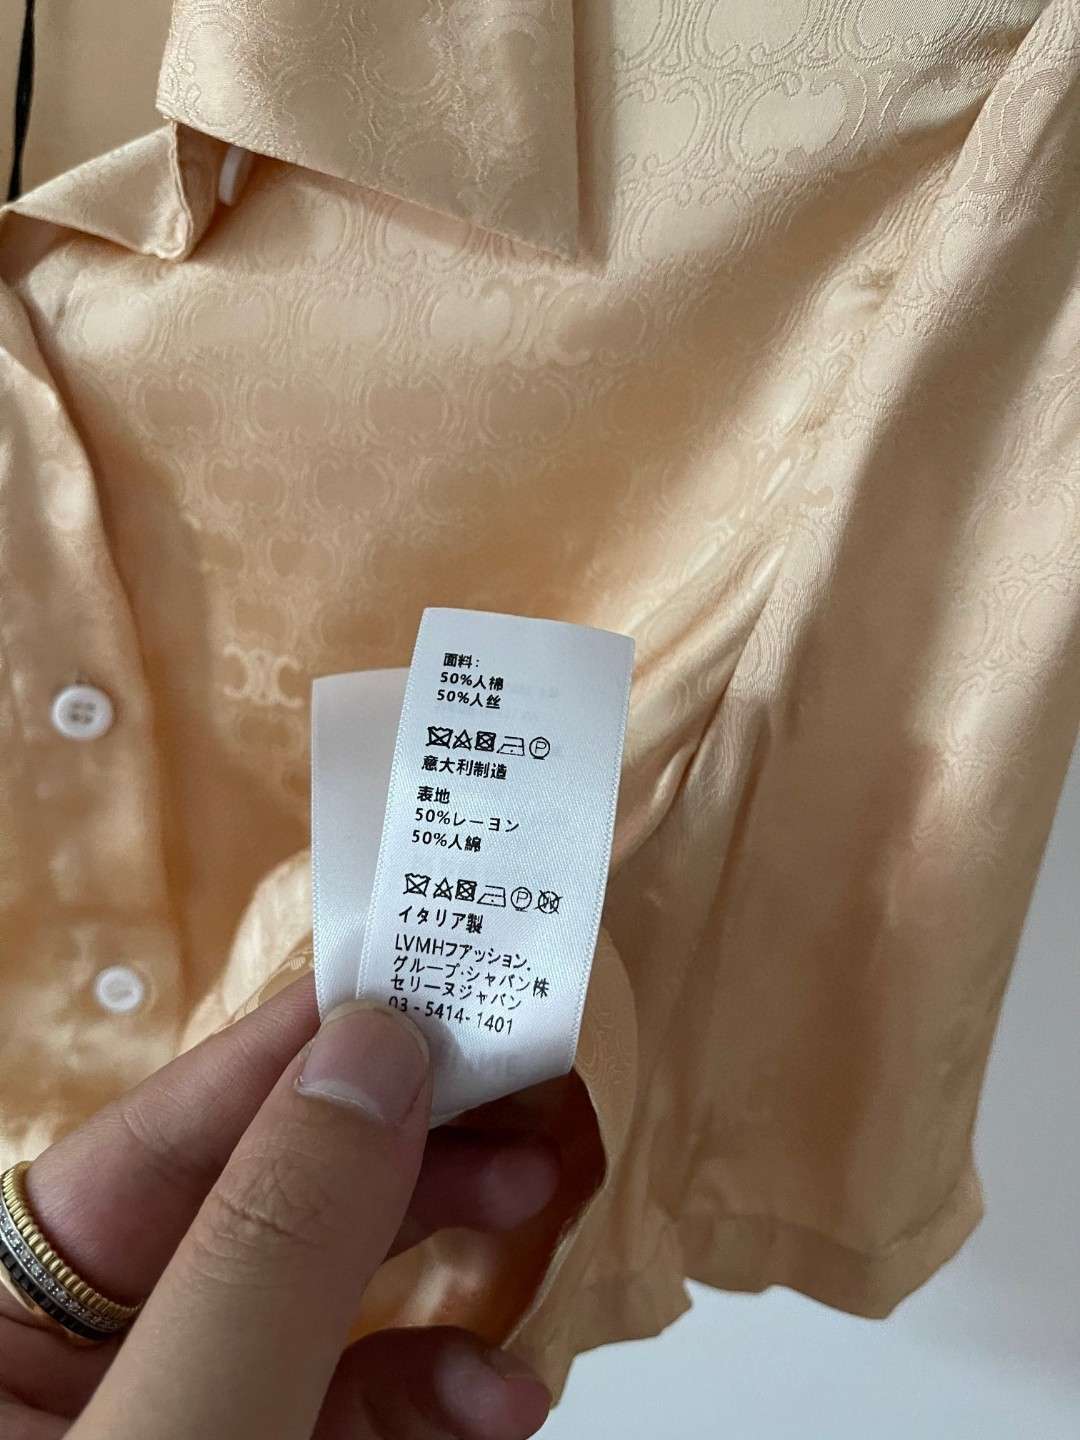 面料：
50%人棉
50%人丝
P
意大利制造
表地
50%レーヨン
50%人綿
P
イタリア製
LVMHファッション.
グループ·シャパン株
セリーヌジャパン
03 - 5414- 1401